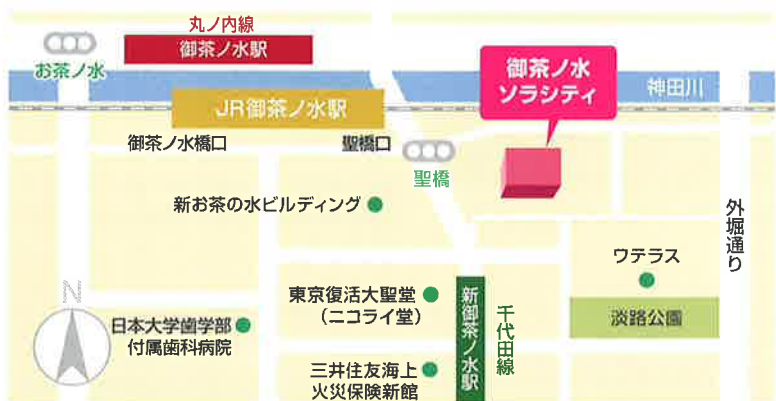 丸ノ内線
御茶ノ水駅
お茶ノ水
御茶ノ水
ソラシティ
神田川
JR御茶ノ水駅
御茶ノ水橋口
聖橋口
聖橋
新お茶の水ビルディング
外堀通り
ウテラス
東京復活大聖堂
(ニコライ堂)
新御茶ノ水駅
千代田線
淡路公園
日本大学歯学部
付属歯科病院
三井住友海上
火災保険新館
N